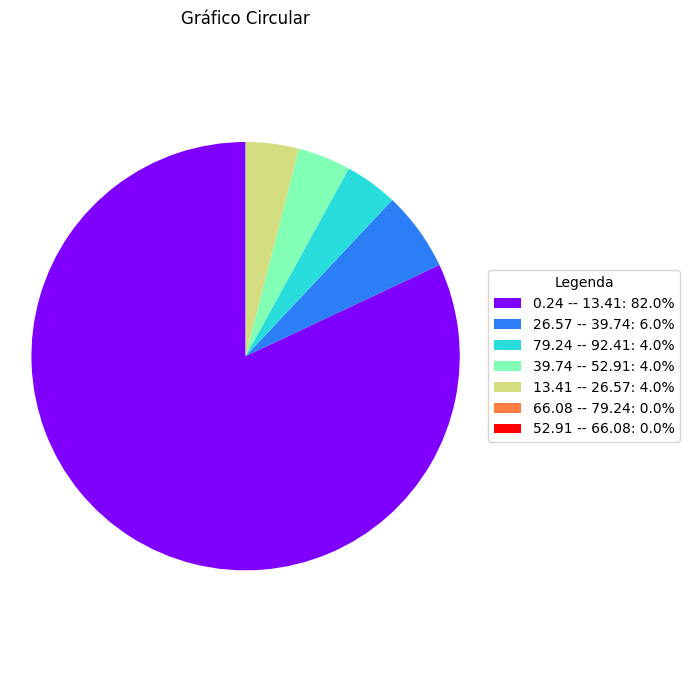 Gráfico Circular
Legenda
0.24 -- 13.41: 82.0%
26.57 -- 39.74: 6.0%
79.24 -- 92.41: 4.0%
39.74 -- 52.91: 4.0%
13.41 -- 26.57: 4.0%
66.08 -- 79.24: 0.0%
52.91 -- 66.08: 0.0%